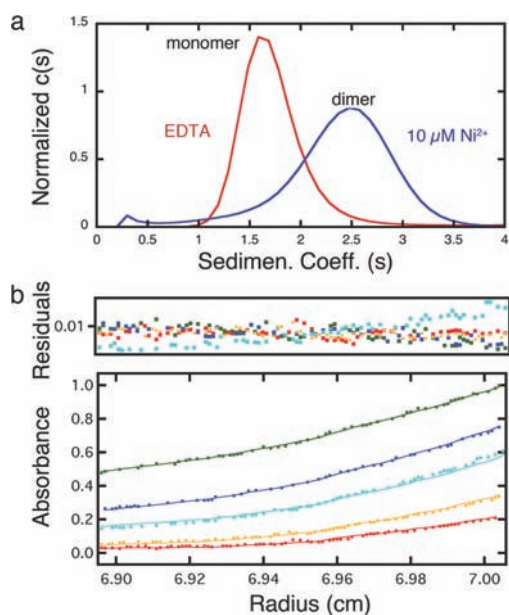 a
Normalized c(s)
1.5
1
0.5
0
monomer
dimer
EDTA
10 µM Ni²⁺
0 0.5 1 1.5 2 2.5 3 3.5 4
Sedimen. Coeff. (s)
b
Residuals
0.01
Absorbance
1.0
0.8
0.6
0.4
0.2
0.0
6.90 6.92 6.94 6.96 6.98 7.00
Radius (cm)